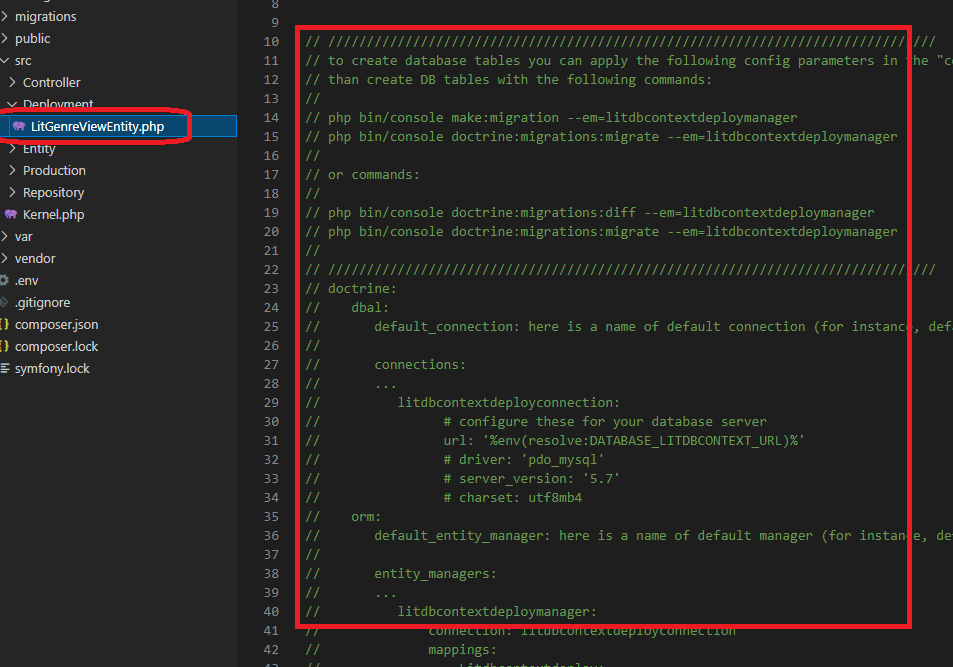 migrations
public
src
Controller
Deployment
LitGenreViewEntity.php
Entity
Production
Repository
Kernel.php
var
vendor
.env
.gitignore
composer.json
composer.lock
symfony.lock
8
9
10 // ///////////////////////////////////////////////////////////////////////////////
11 // to create database tables you can apply the following config parameters in the "c
12 // than create DB tables with the following commands:
13 //
14 // php bin/console make:migration --em=litdbcontextdeploymanager
15 // php bin/console doctrine:migrations:migrate --em=litdbcontextdeploymanager
16 //
17 // or commands:
18 //
19 // php bin/console doctrine:migrations:diff --em=litdbcontextdeploymanager
20 // php bin/console doctrine:migrations:migrate --em=litdbcontextdeploymanager
21 //
22 // ///////////////////////////////////////////////////////////////////////////////
23 // doctrine:
24 //    dbal:
25 //       default_connection: here is a name of default connection (for instance, def
26 //
27 //       connections:
28 //       ...
29 //          litdbcontextdeployconnection:
30 //                # configure these for your database server
31 //                url: '%env(resolve:DATABASE_LITDBCONTEXT_URL)%'
32 //                # driver: 'pdo_mysql'
33 //                # server_version: '5.7'
34 //                # charset: utf8mb4
35 //    orm:
36 //       default_entity_manager: here is a name of default manager (for instance, de
37 //
38 //       entity_managers:
39 //       ...
40 //          litdbcontextdeploymanager:
41 //              connection: litdbcontextdeployconnection
42 //              mappings: